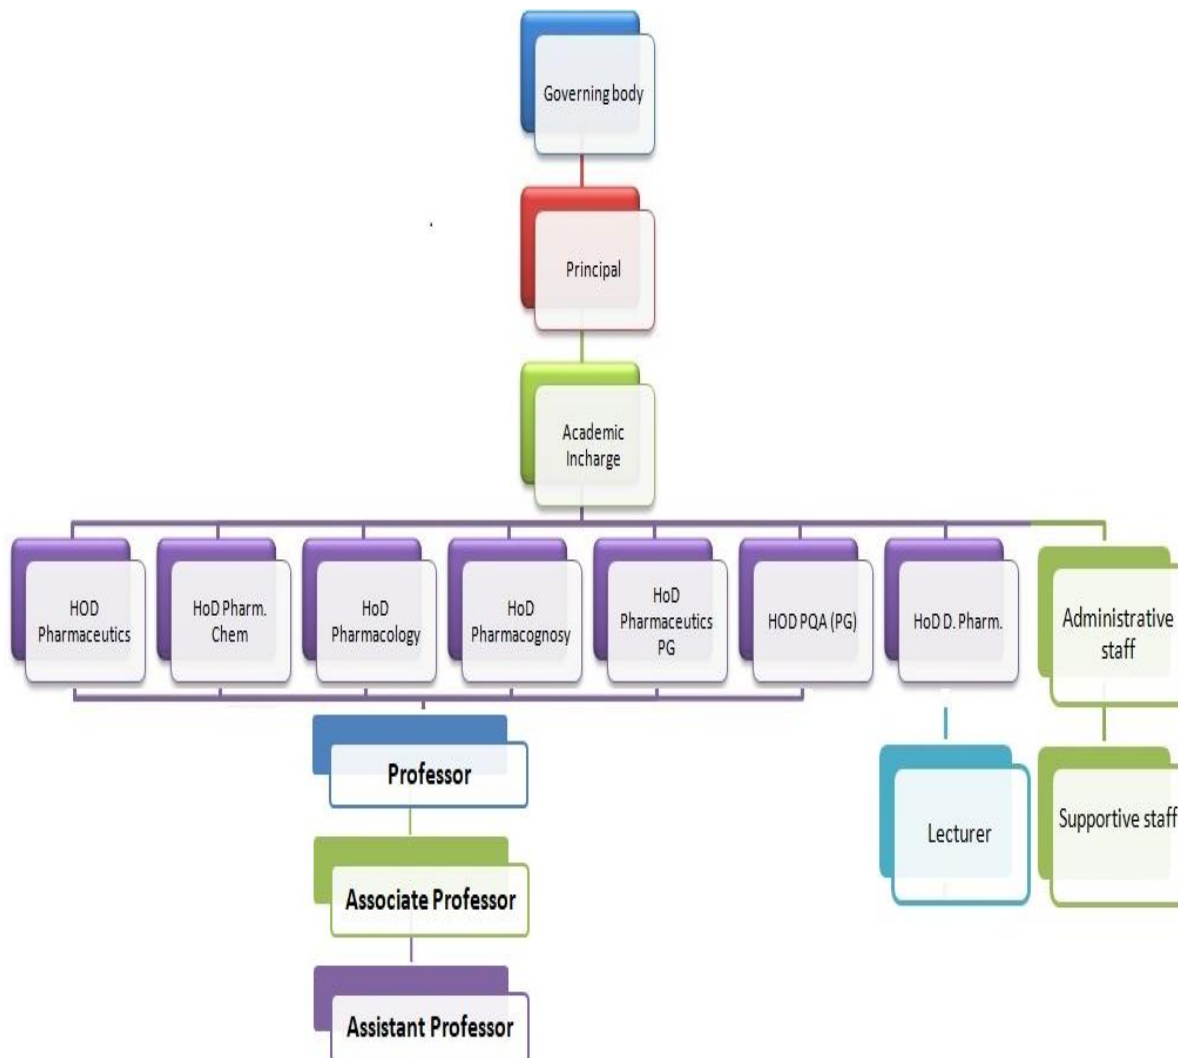 Governing body
Principal
Academic
Incharge
HOD
Pharmaceutics
HoD Pharm.
Chem
HoD
Pharmacology
HoD
Pharmacognosy
HoD
Pharmaceutics
PG
HOD PQA (PG)
HoD D. Pharm.
Administrative
staff
Professor
Lecturer
Supportive staff
Associate Professor
Assistant Professor